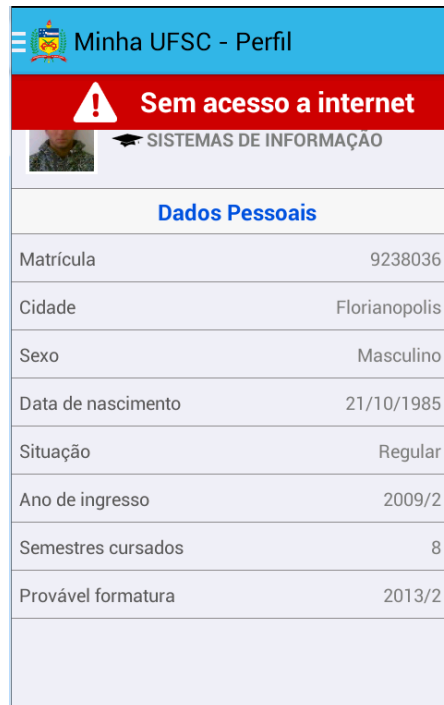 Minha UFSC - Perfil
Sem acesso a internet
SISTEMAS DE INFORMAÇÃO
Dados Pessoais
Matrícula 9238036
Cidade Florianopolis
Sexo Masculino
Data de nascimento 21/10/1985
Situação Regular
Ano de ingresso 2009/2
Semestres cursados 8
Provável formatura 2013/2